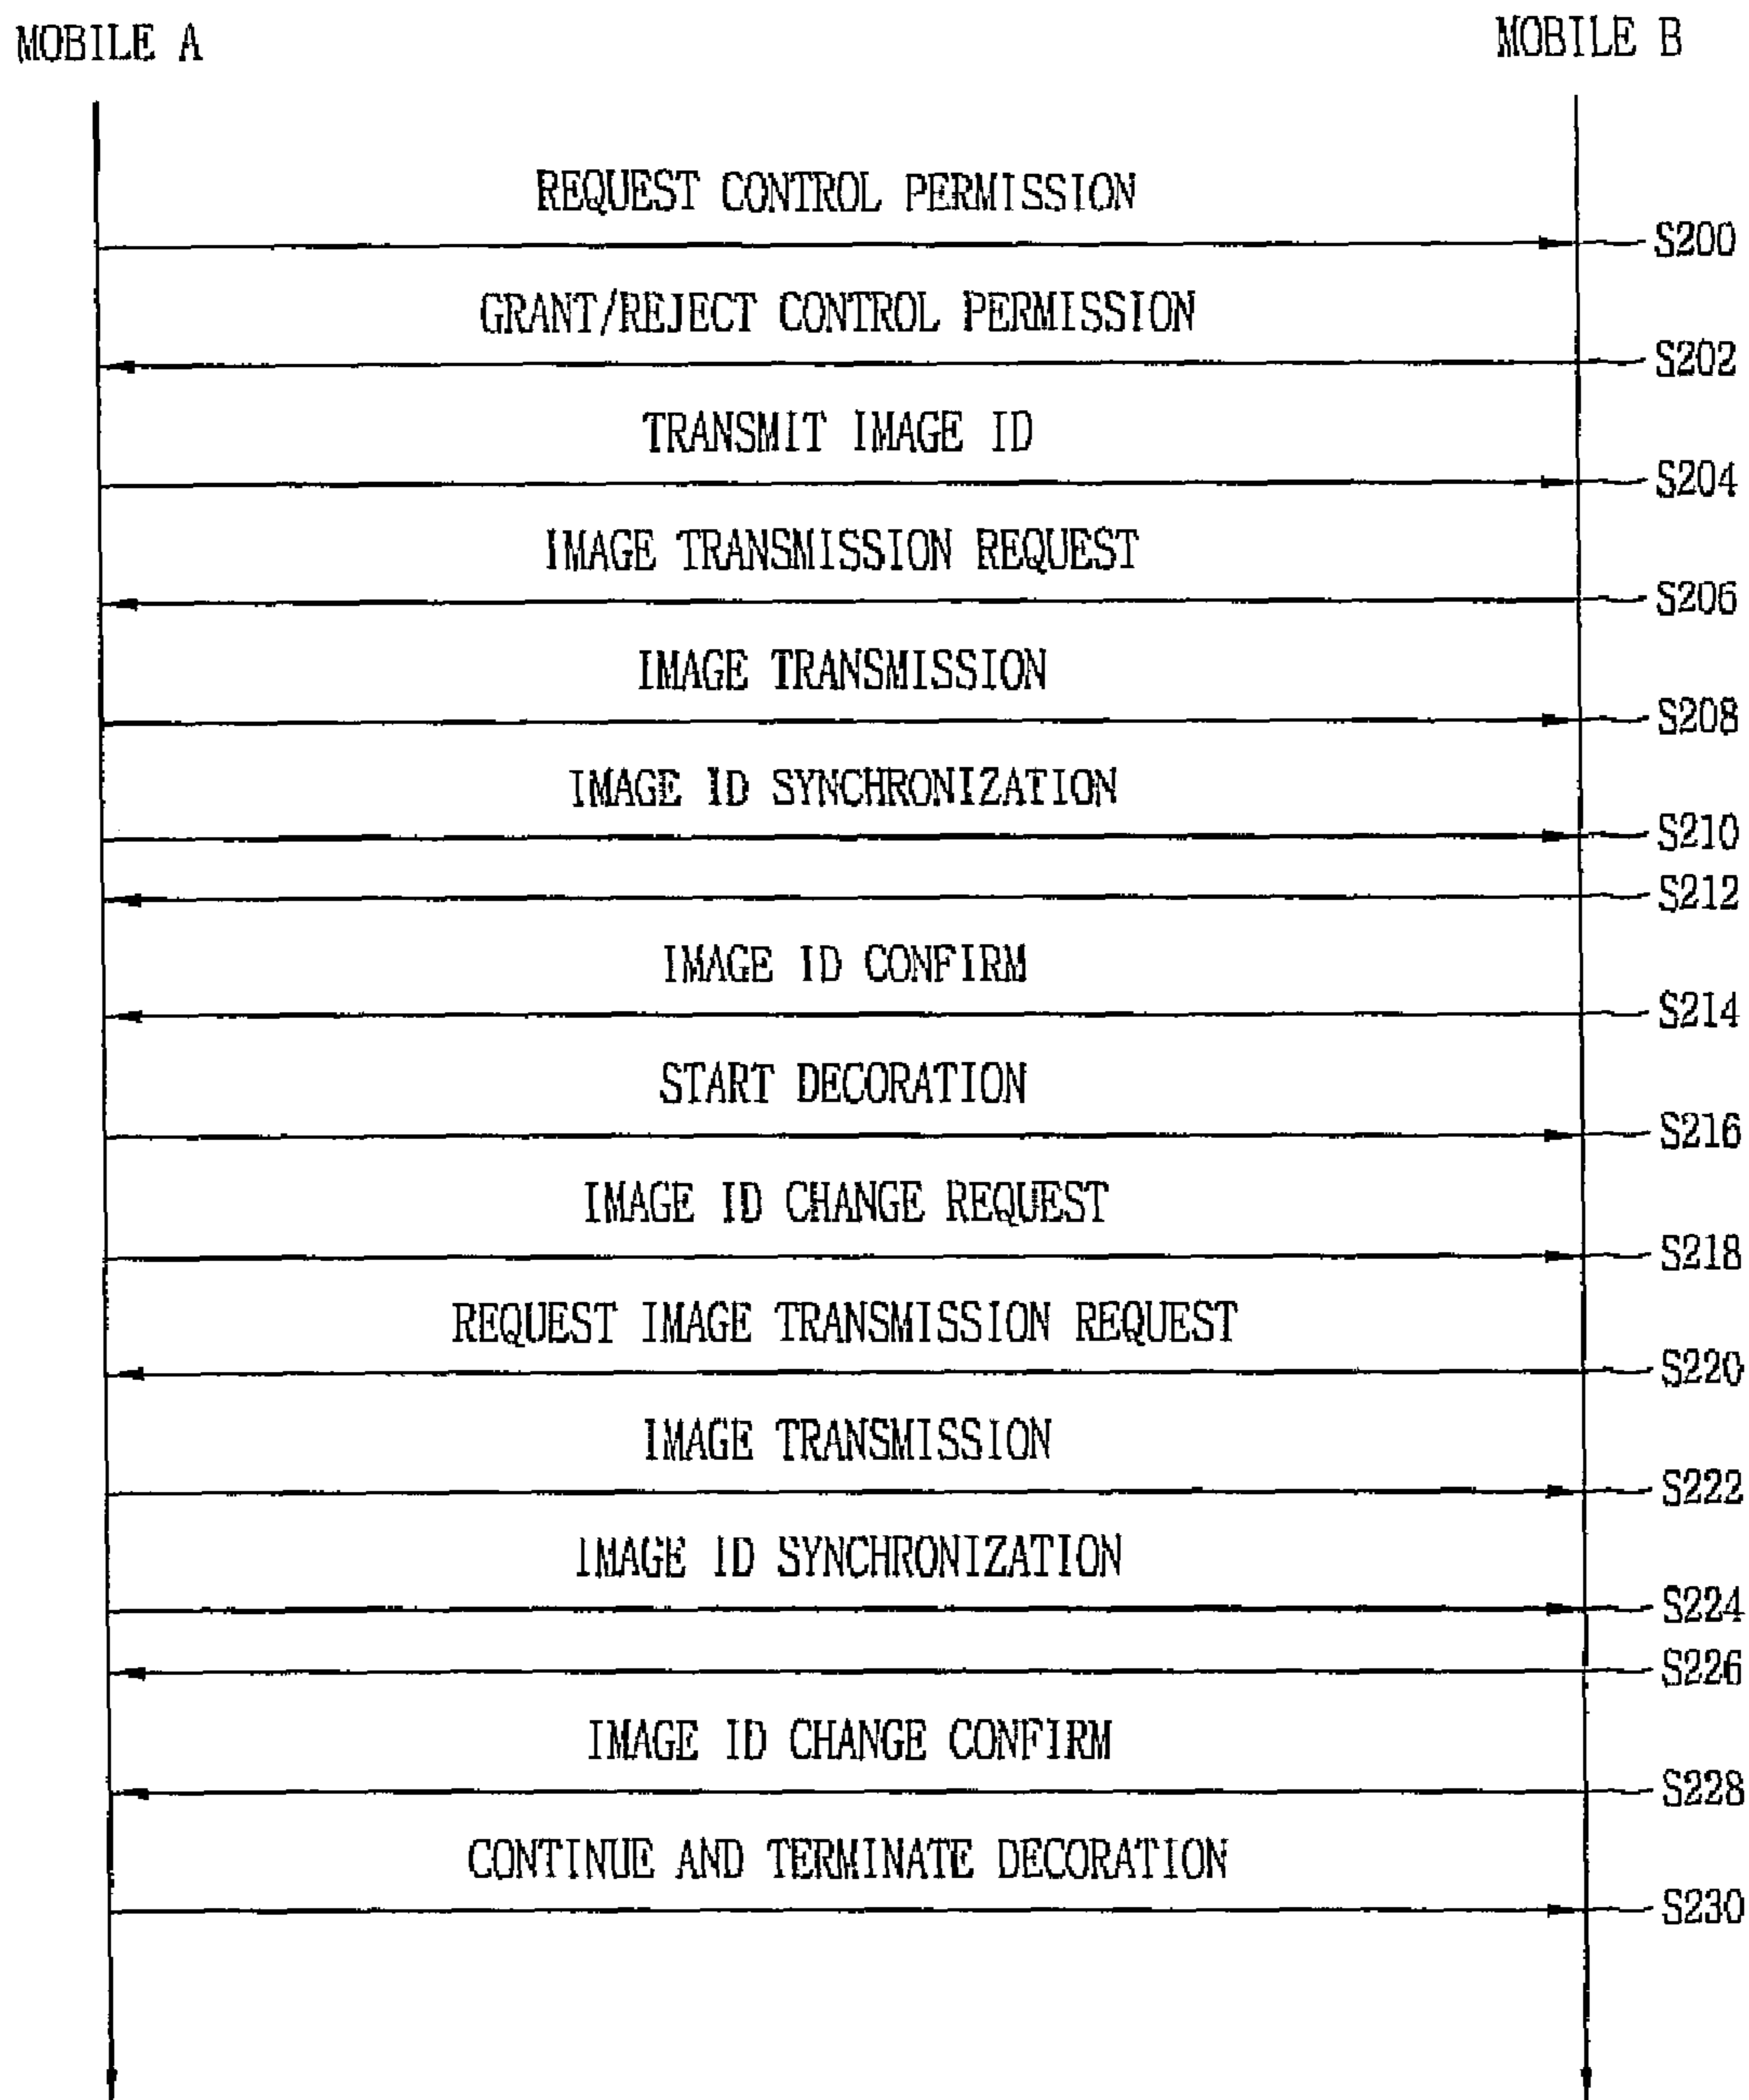 MOBILE A
MOBILE B
REQUEST CONTROL PERMISSION
S200
GRANT/REJECT CONTROL PERMISSION
S202
TRANSMIT IMAGE ID
S204
IMAGE TRANSMISSION REQUEST
S206
IMAGE TRANSMISSION
S208
IMAGE ID SYNCHRONIZATION
S210
S212
IMAGE ID CONFIRM
S214
START DECORATION
S216
IMAGE ID CHANGE REQUEST
S218
REQUEST IMAGE TRANSMISSION REQUEST
S220
IMAGE TRANSMISSION
S222
IMAGE ID SYNCHRONIZATION
S224
S226
IMAGE ID CHANGE CONFIRM
S228
CONTINUE AND TERMINATE DECORATION
S230